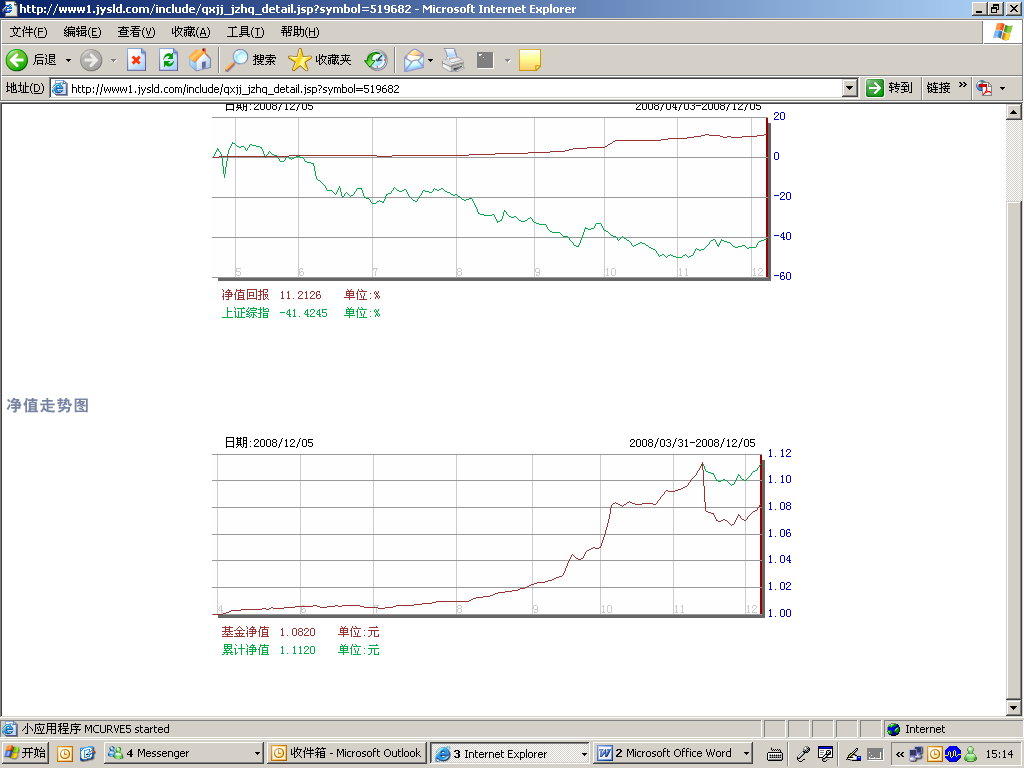 http://www1.jysld.com/include/qxjj_jzhq_detail.jsp?symbol=519682 - Microsoft Internet Explorer
文件(F) 编辑(E) 查看(V) 收藏(A) 工具(T) 帮助(H)
后退 搜索 收藏夹
地址(D) http://www1.jysld.com/include/qxjj_jzhq_detail.jsp?symbol=519682 转到 链接 »
日期:2008/12/05 2008/04/03-2008/12/05
20
0
-20
-40
-60
5 6 7 8 9 10 11 12
净值回报 11.2126 单位:%
上证综指 -41.4245 单位:%
净值走势图
日期:2008/12/05 2008/03/31-2008/12/05
1.12
1.10
1.08
1.06
1.04
1.02
1.00
4 5 6 7 8 9 10 11 12
基金净值 1.0820 单位:元
累计净值 1.1120 单位:元
小应用程序 MCURVE5 started Internet
开始 4 Messenger 收件箱 - Microsoft Outlook 3 Internet Explorer 2 Microsoft Office Word « 15:14